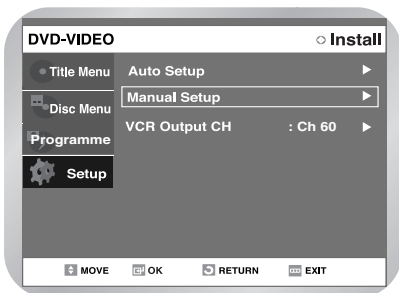 DVD-VIDEO Install
Title Menu
Disc Menu
Programme
Setup
Auto Setup
Manual Setup
VCR Output CH : Ch 60
MOVE OK RETURN EXIT